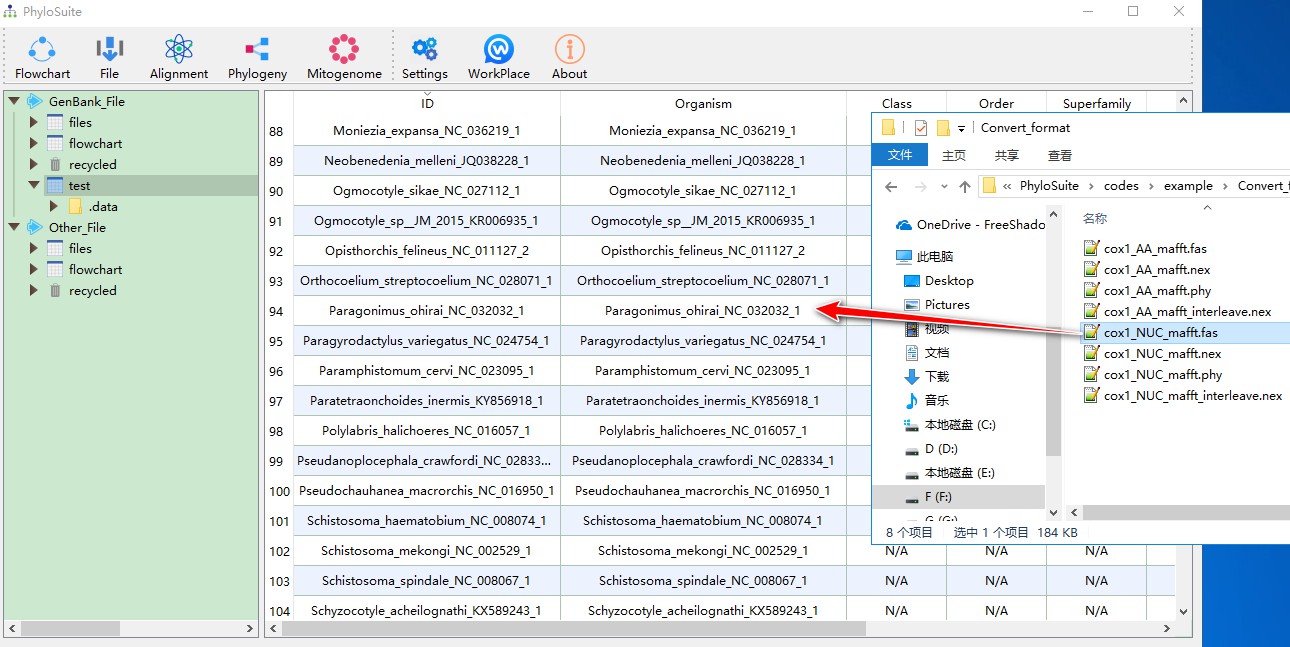 PhyloSuite
Flowchart File Alignment Phylogeny Mitogenome Settings WorkPlace About
GenBank_File
files
flowchart
recycled
test
.data
Other_File
files
flowchart
recycled
ID Organism Class Order Superfamily
88 Moniezia_expansa_NC_036219_1 Moniezia_expansa_NC_036219_1
89 Neobenedenia_melleni_JQ038228_1 Neobenedenia_melleni_JQ038228_1
90 Ogmocotyle_sikae_NC_027112_1 Ogmocotyle_sikae_NC_027112_1
91 Ogmocotyle_sp__JM_2015_KR006935_1 Ogmocotyle_sp__JM_2015_KR006935_1
92 Opisthorchis_felineus_NC_011127_2 Opisthorchis_felineus_NC_011127_2
93 Orthocoelium_streptocoelium_NC_028071_1 Orthocoelium_streptocoelium_NC_028071_1
94 Paragonimus_ohirai_NC_032032_1 Paragonimus_ohirai_NC_032032_1
95 Paragyrodactylus_variegatus_NC_024754_1 Paragyrodactylus_variegatus_NC_024754_1
96 Paramphistomum_cervi_NC_023095_1 Paramphistomum_cervi_NC_023095_1
97 Paratetraonchoides_inermis_KY856918_1 Paratetraonchoides_inermis_KY856918_1
98 Polylabris_halichoeres_NC_016057_1 Polylabris_halichoeres_NC_016057_1
99 Pseudanoplocephala_crawfordi_NC_02833... Pseudanoplocephala_crawfordi_NC_028334_1
100 Pseudochauhanea_macrorchis_NC_016950_1 Pseudochauhanea_macrorchis_NC_016950_1
101 Schistosoma_haematobium_NC_008074_1 Schistosoma_haematobium_NC_008074_1
102 Schistosoma_mekongi_NC_002529_1 Schistosoma_mekongi_NC_002529_1 N/A N/A N/A
103 Schistosoma_spindale_NC_008067_1 Schistosoma_spindale_NC_008067_1 N/A N/A N/A
104 Schyzocotyle_acheilognathi_KX589243_1 Schyzocotyle_acheilognathi_KX589243_1 N/A N/A N/A
Convert_format
文件 主页 共享 查看
« PhyloSuite › codes › example › Convert_f
OneDrive - FreeShado
此电脑
Desktop
Pictures
视频
文档
下载
音乐
本地磁盘 (C:)
D (D:)
本地磁盘 (E:)
F (F:)
G (G:)
名称
cox1_AA_mafft.fas
cox1_AA_mafft.nex
cox1_AA_mafft.phy
cox1_AA_mafft_interleave.nex
cox1_NUC_mafft.fas
cox1_NUC_mafft.nex
cox1_NUC_mafft.phy
cox1_NUC_mafft_interleave.nex
8 个项目 选中 1 个项目 184 KB